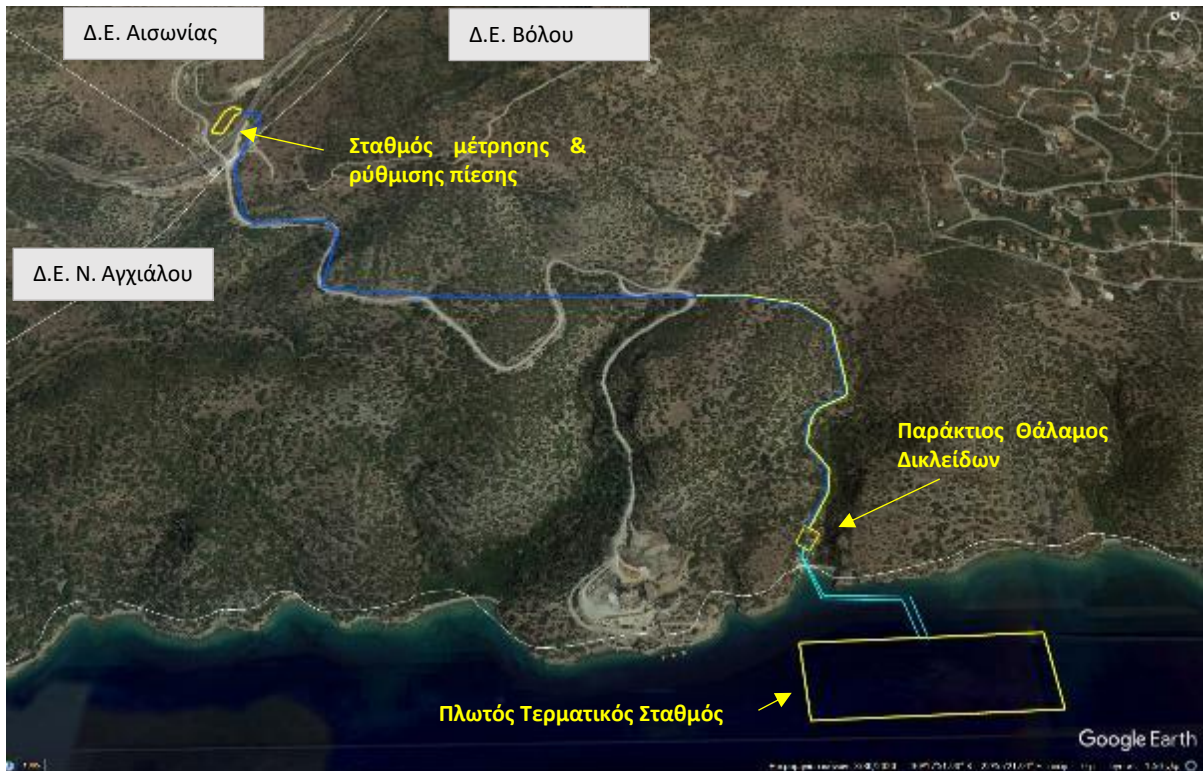 Δ.Ε. Αισωνίας
Δ.Ε. Βόλου
Σταθμός μέτρησης &
ρύθμισης πίεσης
Δ.Ε. Ν. Αγχιάλου
Παράκτιος Θάλαμος
Δικλείδων
Πλωτός Τερματικός Σταθμός
Google Earth